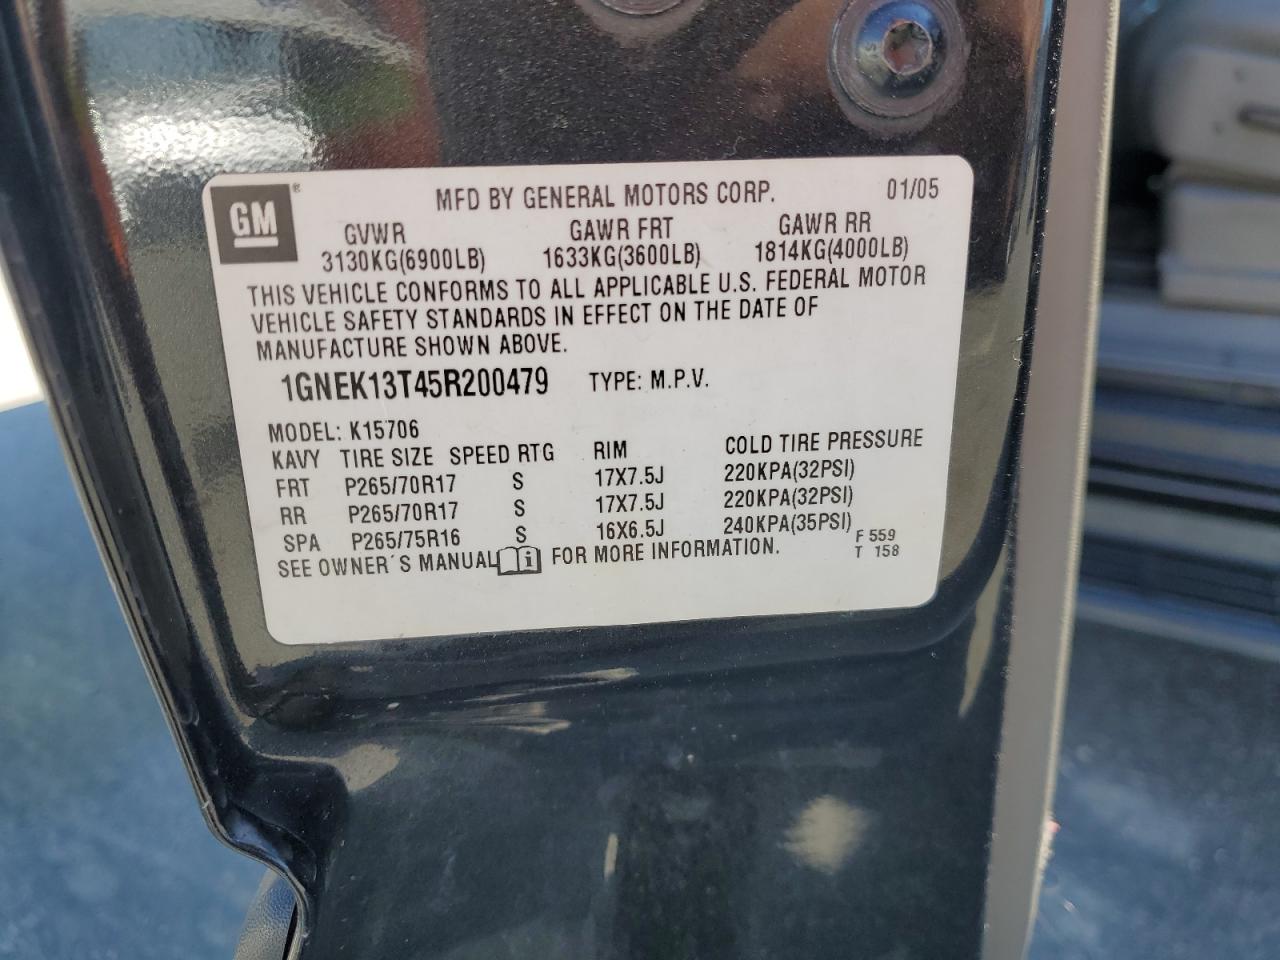 GM® MFD BY GENERAL MOTORS CORP. 01/05
GVWR GAWR FRT GAWR RR
3130KG(6900LB) 1633KG(3600LB) 1814KG(4000LB)
THIS VEHICLE CONFORMS TO ALL APPLICABLE U.S. FEDERAL MOTOR
VEHICLE SAFETY STANDARDS IN EFFECT ON THE DATE OF
MANUFACTURE SHOWN ABOVE.
1GNEK13T45R200479 TYPE: M.P.V.
MODEL: K15706
KAVY TIRE SIZE SPEED RTG RIM COLD TIRE PRESSURE
FRT P265/70R17 S 17X7.5J 220KPA(32PSI)
RR P265/70R17 S 17X7.5J 220KPA(32PSI)
SPA P265/75R16 S 16X6.5J 240KPA(35PSI)
SEE OWNER'S MANUAL i FOR MORE INFORMATION.
F 559
T 158